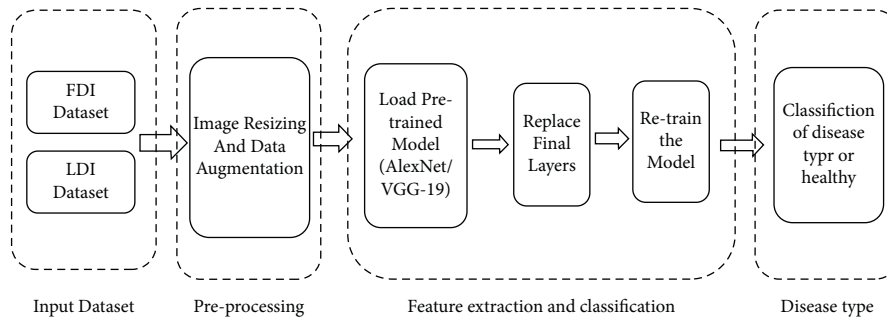 FDI
Dataset
LDI
Dataset
Image Resizing
And Data
Augmentation
Load Pre-
trained
Model
(AlexNet/
VGG-19)
Replace
Final
Layers
Re-train
the
Model
Classifiction
of disease
typr or
healthy
Input Dataset
Pre-processing
Feature extraction and classification
Disease type